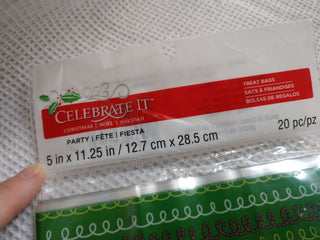 CELEBRATE IT™
CHRISTMAS | NOËL | NAVIDAD
TREAT BAGS
SACS À FRIANDISES
BOLSAS DE REGALOS
PARTY | FÊTE | FIESTA
5 in x 11.25 in / 12.7 cm x 28.5 cm
20 pc/pz